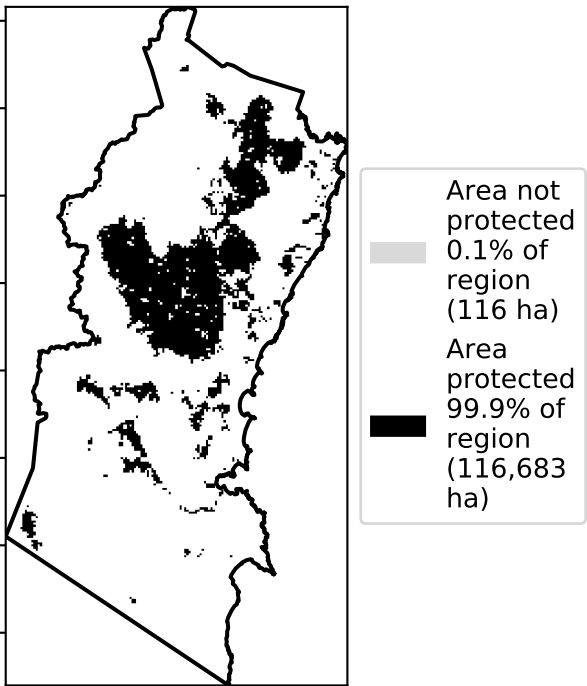 Area not
protected
0.1% of
region
(116 ha)
Area
protected
99.9% of
region
(116,683
ha)